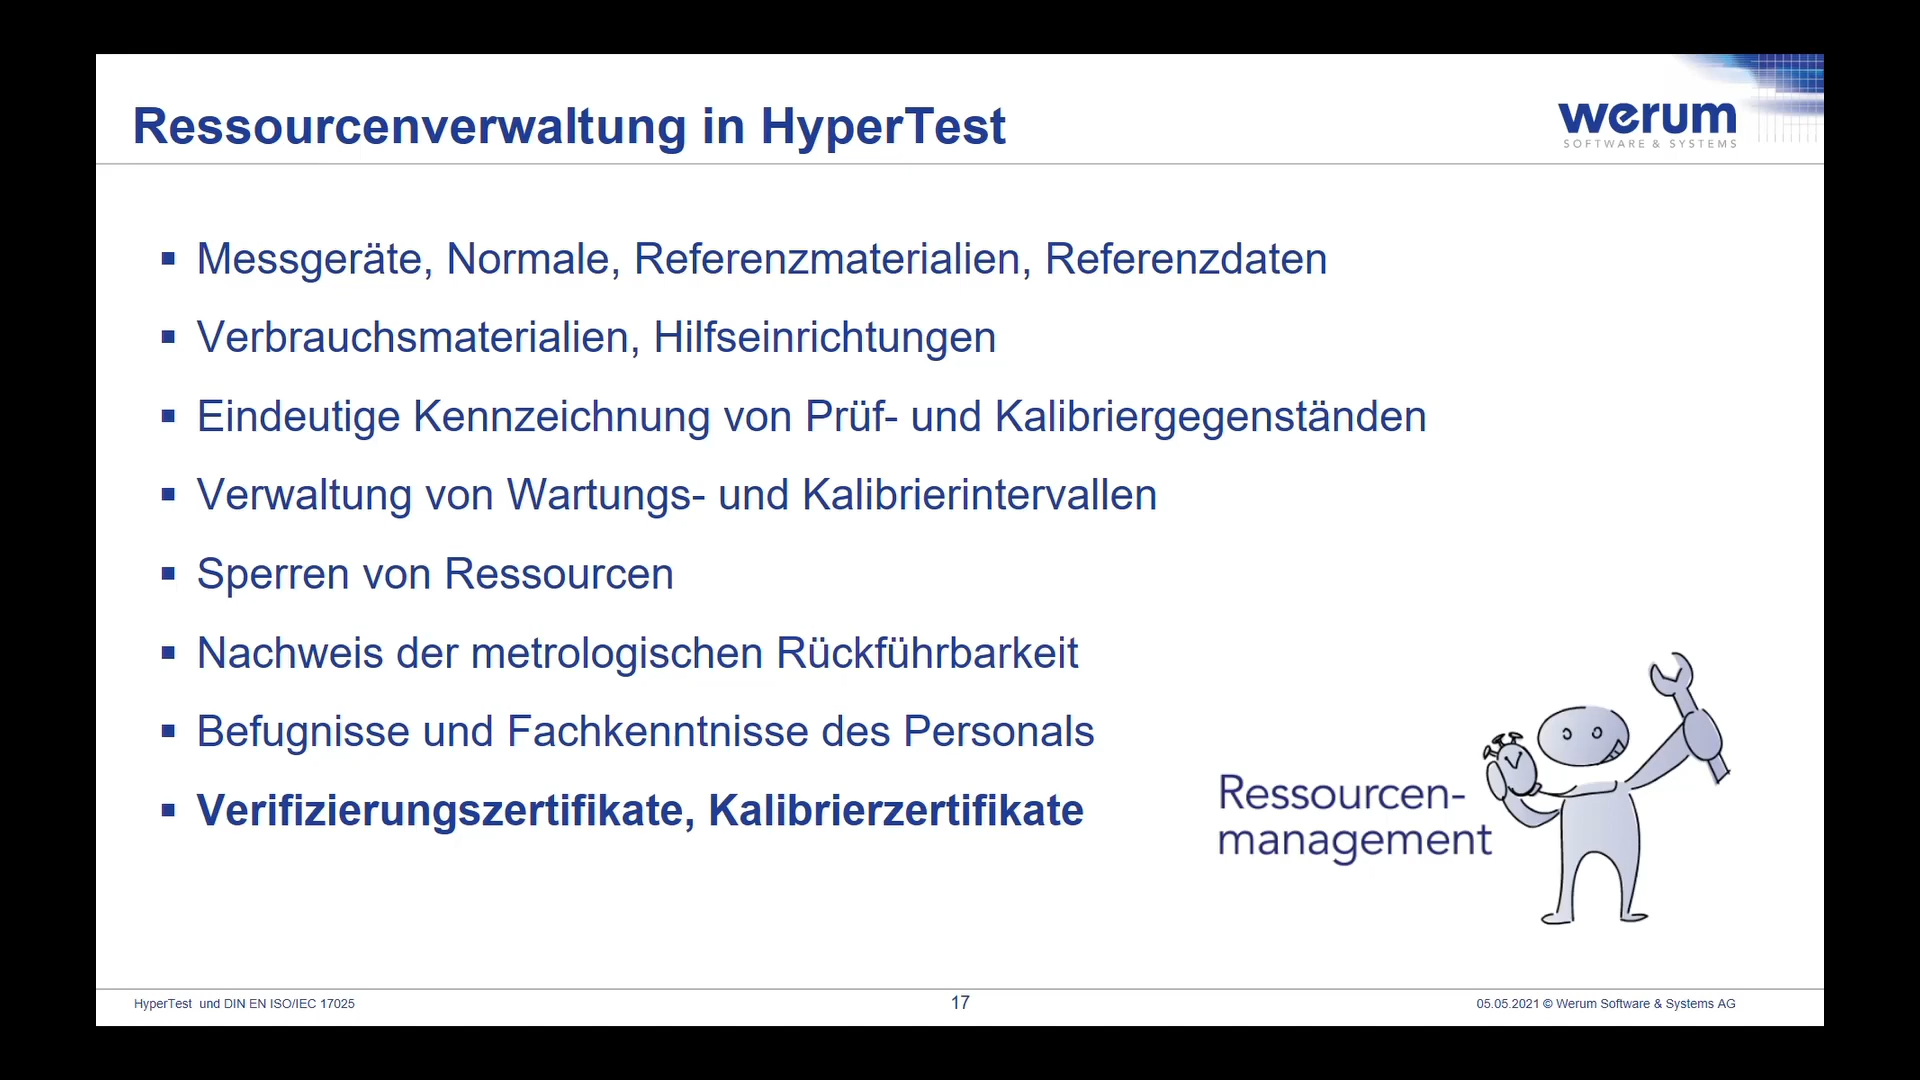 Ressourcenverwaltung in HyperTest
werum
SOFTWARE & SYSTEMS
Messgeräte, Normale, Referenzmaterialien, Referenzdaten
Verbrauchsmaterialien, Hilfseinrichtungen
Eindeutige Kennzeichnung von Prüf- und Kalibriergegenständen
Verwaltung von Wartungs- und Kalibrierintervallen
Sperren von Ressourcen
Nachweis der metrologischen Rückführbarkeit
Befugnisse und Fachkenntnisse des Personals
Verifizierungszertifikate, Kalibrierzertifikate
Ressourcen-
management
HyperTest und DIN EN ISO/IEC 17025
17
05.05.2021 © Werum Software & Systems AG